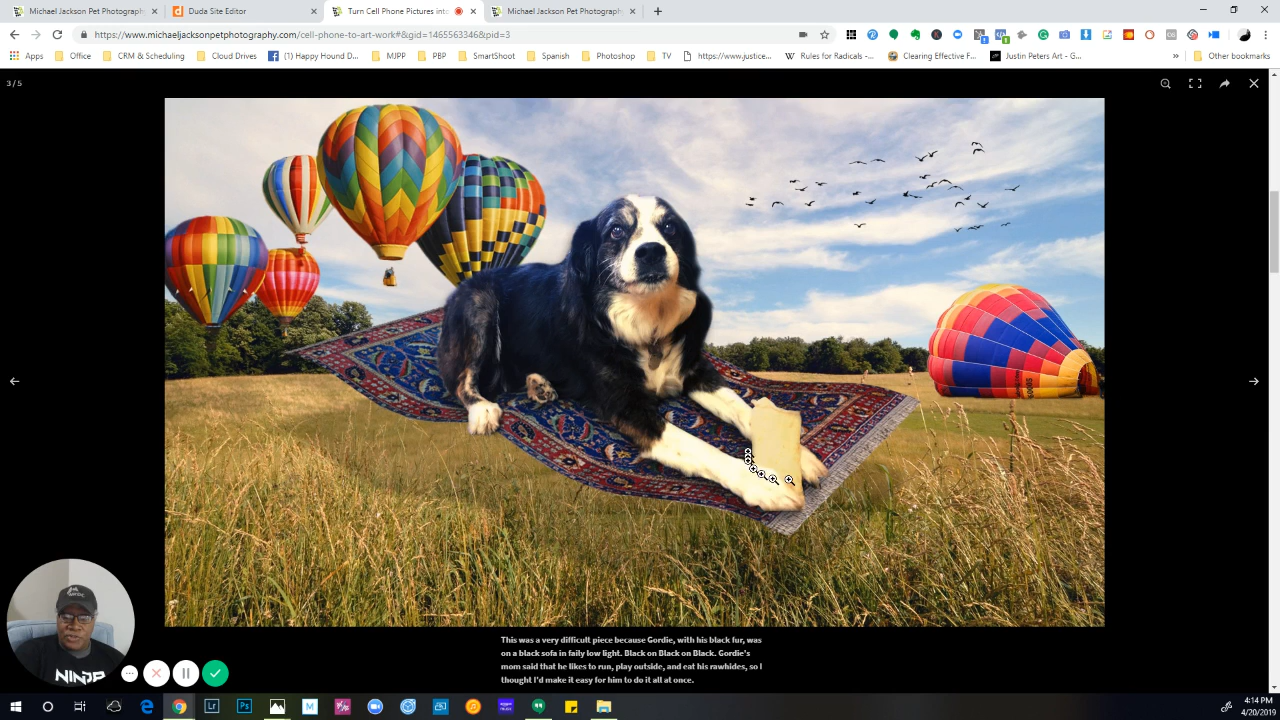 Michael Jackson Pet Photograph
Duda Site Editor
Turn Cell Phone Pictures into
Michael Jackson Pet Photograph
https://www.michaeljacksonpetphotography.com/cell-phone-to-art-work#&gid=1465563346&pid=3
Apps
Office
CRM & Scheduling
Cloud Drives
(1) Happy Hound D...
MJPP
PBP
SmartShoot
Spanish
Photoshop
TV
https://www.justice...
Rules for Radicals -...
Clearing Effective F...
Justin Peters Art - G...
Other bookmarks
3 / 5
This was a very difficult piece because Gordie, with his black fur, was
on a black sofa in faily low light. Black on Black on Black. Gordie's
mom said that he likes to run, play outside, and eat his rawhides, so I
thought I'd make it easy for him to do it all at once.
NINJP
Lr
Ps
M
4:14 PM
4/20/2019